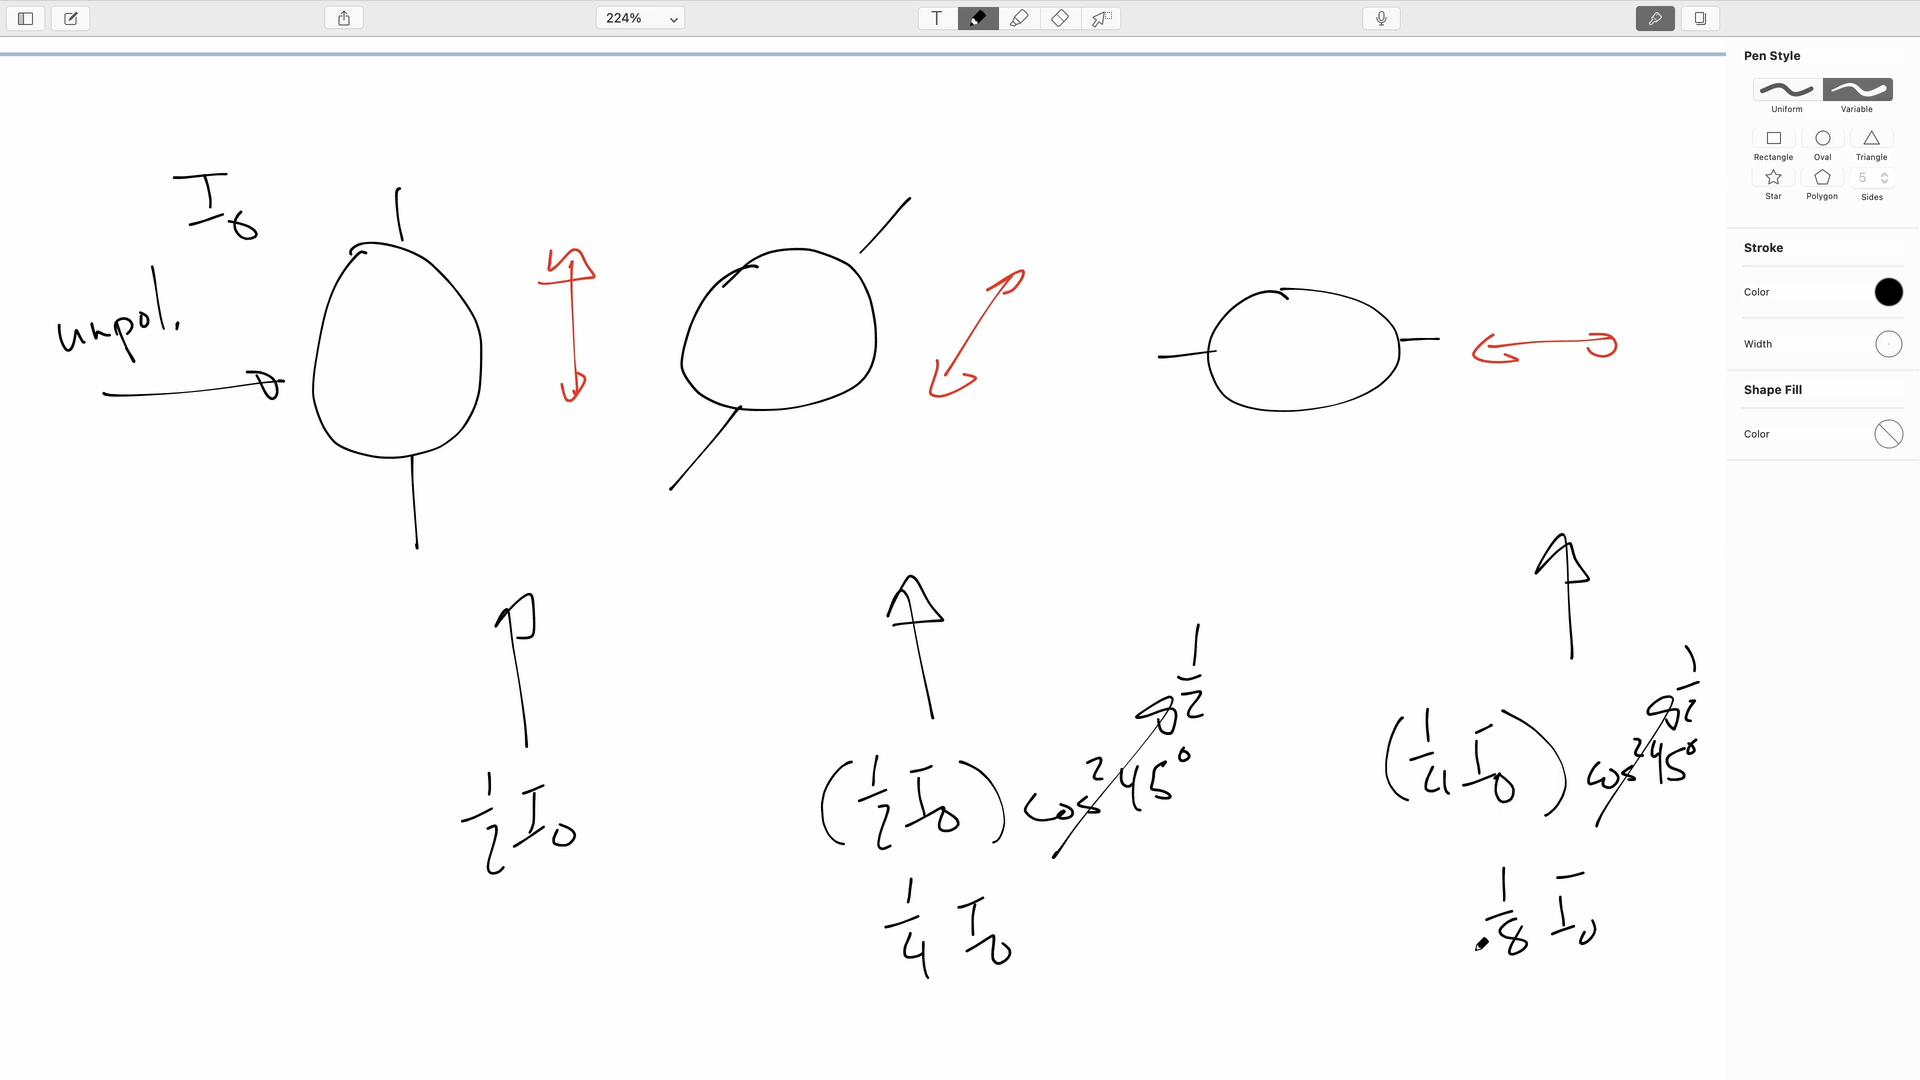 224%
T
Pen Style
Uniform
Variable
Rectangle
Oval
Triangle
5
Star
Polygon
Sides
Stroke
Color
Width
Shape Fill
Color
I₀
unpol.
½ I₀
(½ I₀) cos² 45° ½
¼ I₀
(¼ I₀) cos² 45° ½
⅛ I₀